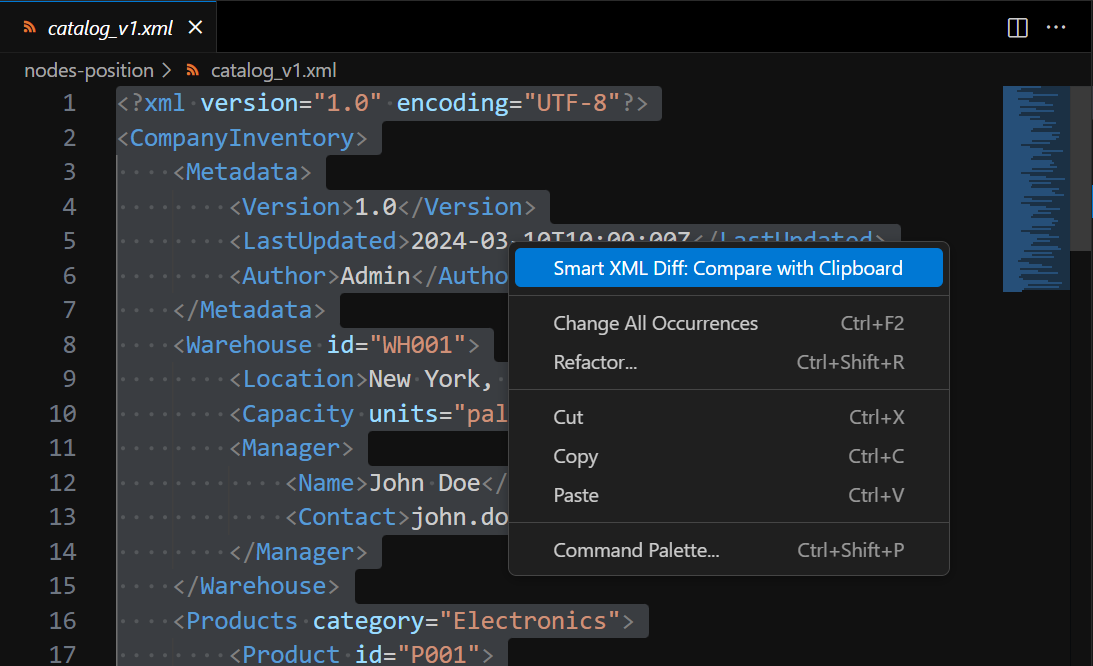 catalog_v1.xml
nodes-position > catalog_v1.xml
1 <?xml version="1.0" encoding="UTF-8"?>
2 <CompanyInventory>
3 <Metadata>
4 <Version>1.0</Version>
5 <LastUpdated>2024-03-10T10:00:00Z</LastUpdated>
6 <Author>Admin</Autho
7 </Metadata>
8 <Warehouse id="WH001">
9 <Location>New York,
10 <Capacity units="pal
11 <Manager>
12 <Name>John Doe</
13 <Contact>john.do
14 </Manager>
15 </Warehouse>
16 <Products category="Electronics">
17 <Product id="P001">
Smart XML Diff: Compare with Clipboard
Change All Occurrences Ctrl+F2
Refactor... Ctrl+Shift+R
Cut Ctrl+X
Copy Ctrl+C
Paste Ctrl+V
Command Palette... Ctrl+Shift+P